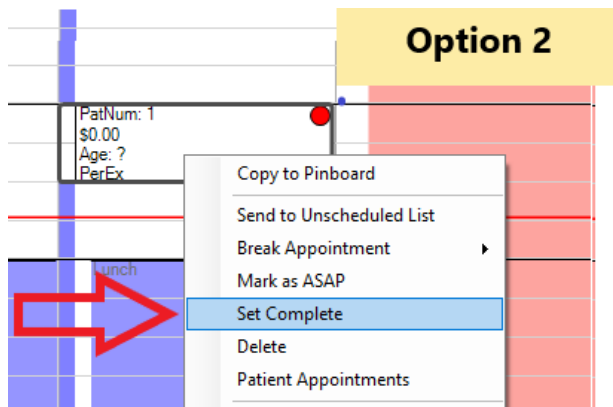 Option 2
PatNum: 1
$0.00
Age: ?
PerEx
Copy to Pinboard
Send to Unscheduled List
Break Appointment
Mark as ASAP
Lunch
Set Complete
Delete
Patient Appointments